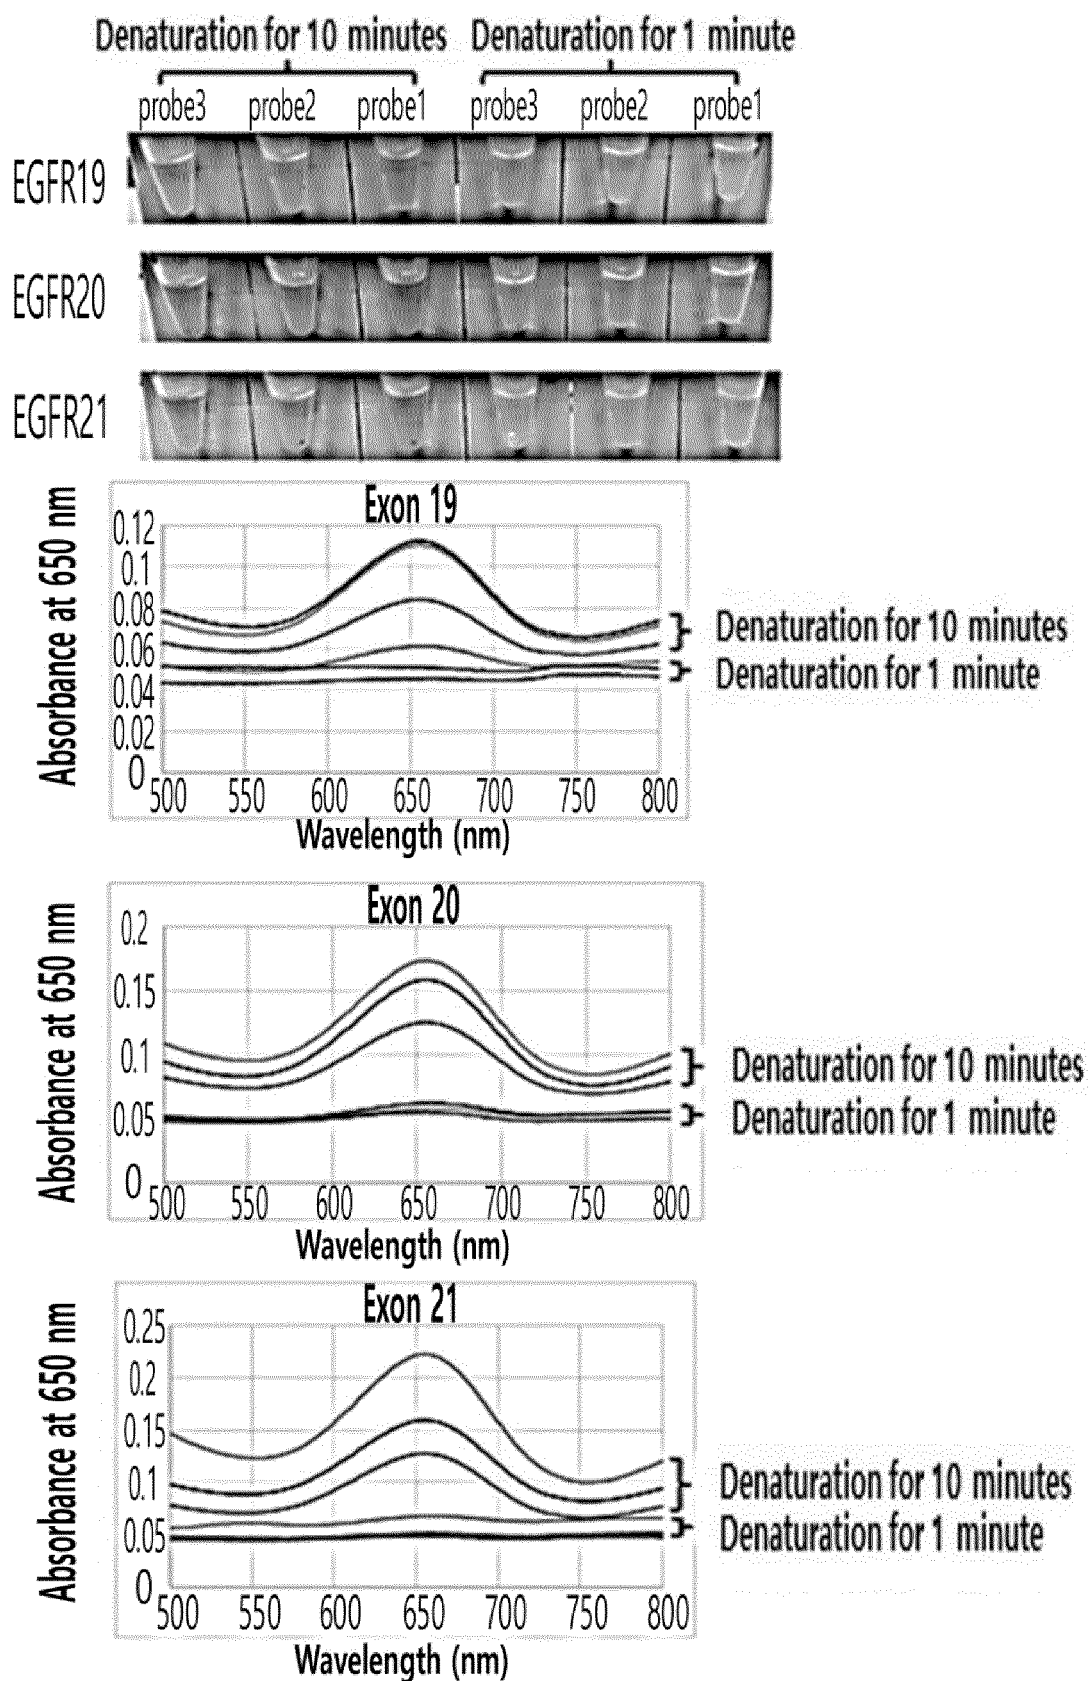 Denaturation for 10 minutes Denaturation for 1 minute
probe3 probe2 probe1 probe3 probe2 probe1
EGFR19
EGFR20
EGFR21
Exon 19
Absorbance at 650 nm
0.12
0.1
0.08
0.06
0.04
0.02
0
500 550 600 650 700 750 800
Wavelength (nm)
Denaturation for 10 minutes
Denaturation for 1 minute
Exon 20
Absorbance at 650 nm
0.2
0.15
0.1
0.05
0
500 550 600 650 700 750 800
Wavelength (nm)
Denaturation for 10 minutes
Denaturation for 1 minute
Exon 21
Absorbance at 650 nm
0.25
0.2
0.15
0.1
0.05
0
500 550 600 650 700 750 800
Wavelength (nm)
Denaturation for 10 minutes
Denaturation for 1 minute